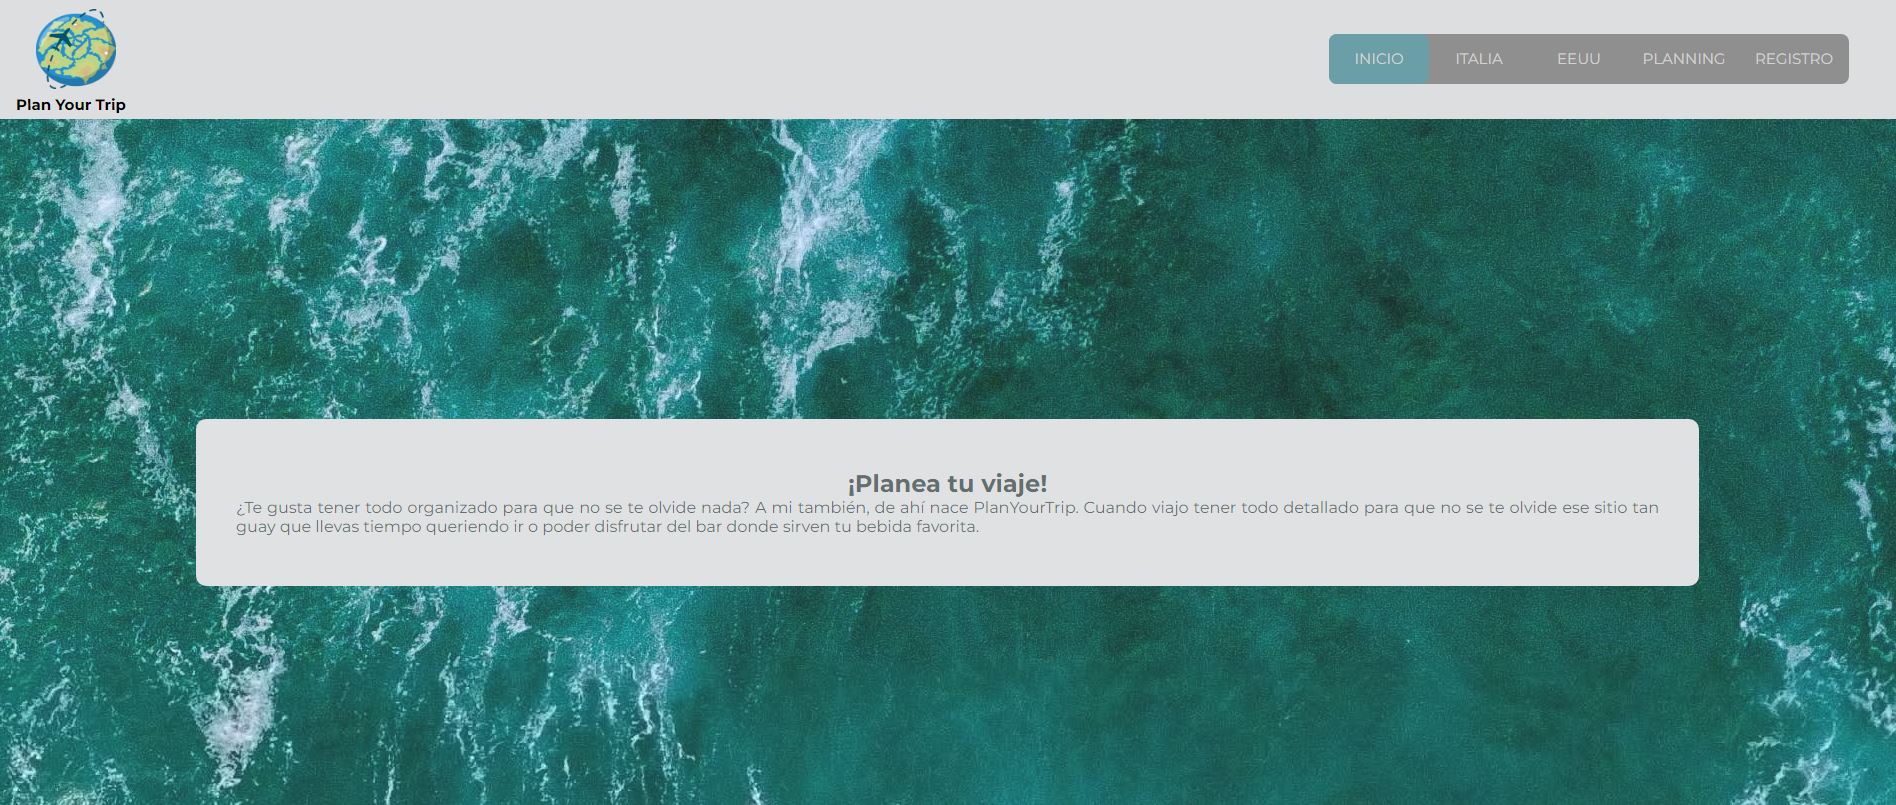 Plan Your Trip
INICIO ITALIA EEUU PLANNING REGISTRO
¡Planea tu viaje!
¿Te gusta tener todo organizado para que no se te olvide nada? A mi también, de ahí nace PlanYourTrip. Cuando viajo tener todo detallado para que no se te olvide ese sitio tan
guay que llevas tiempo queriendo ir o poder disfrutar del bar donde sirven tu bebida favorita.